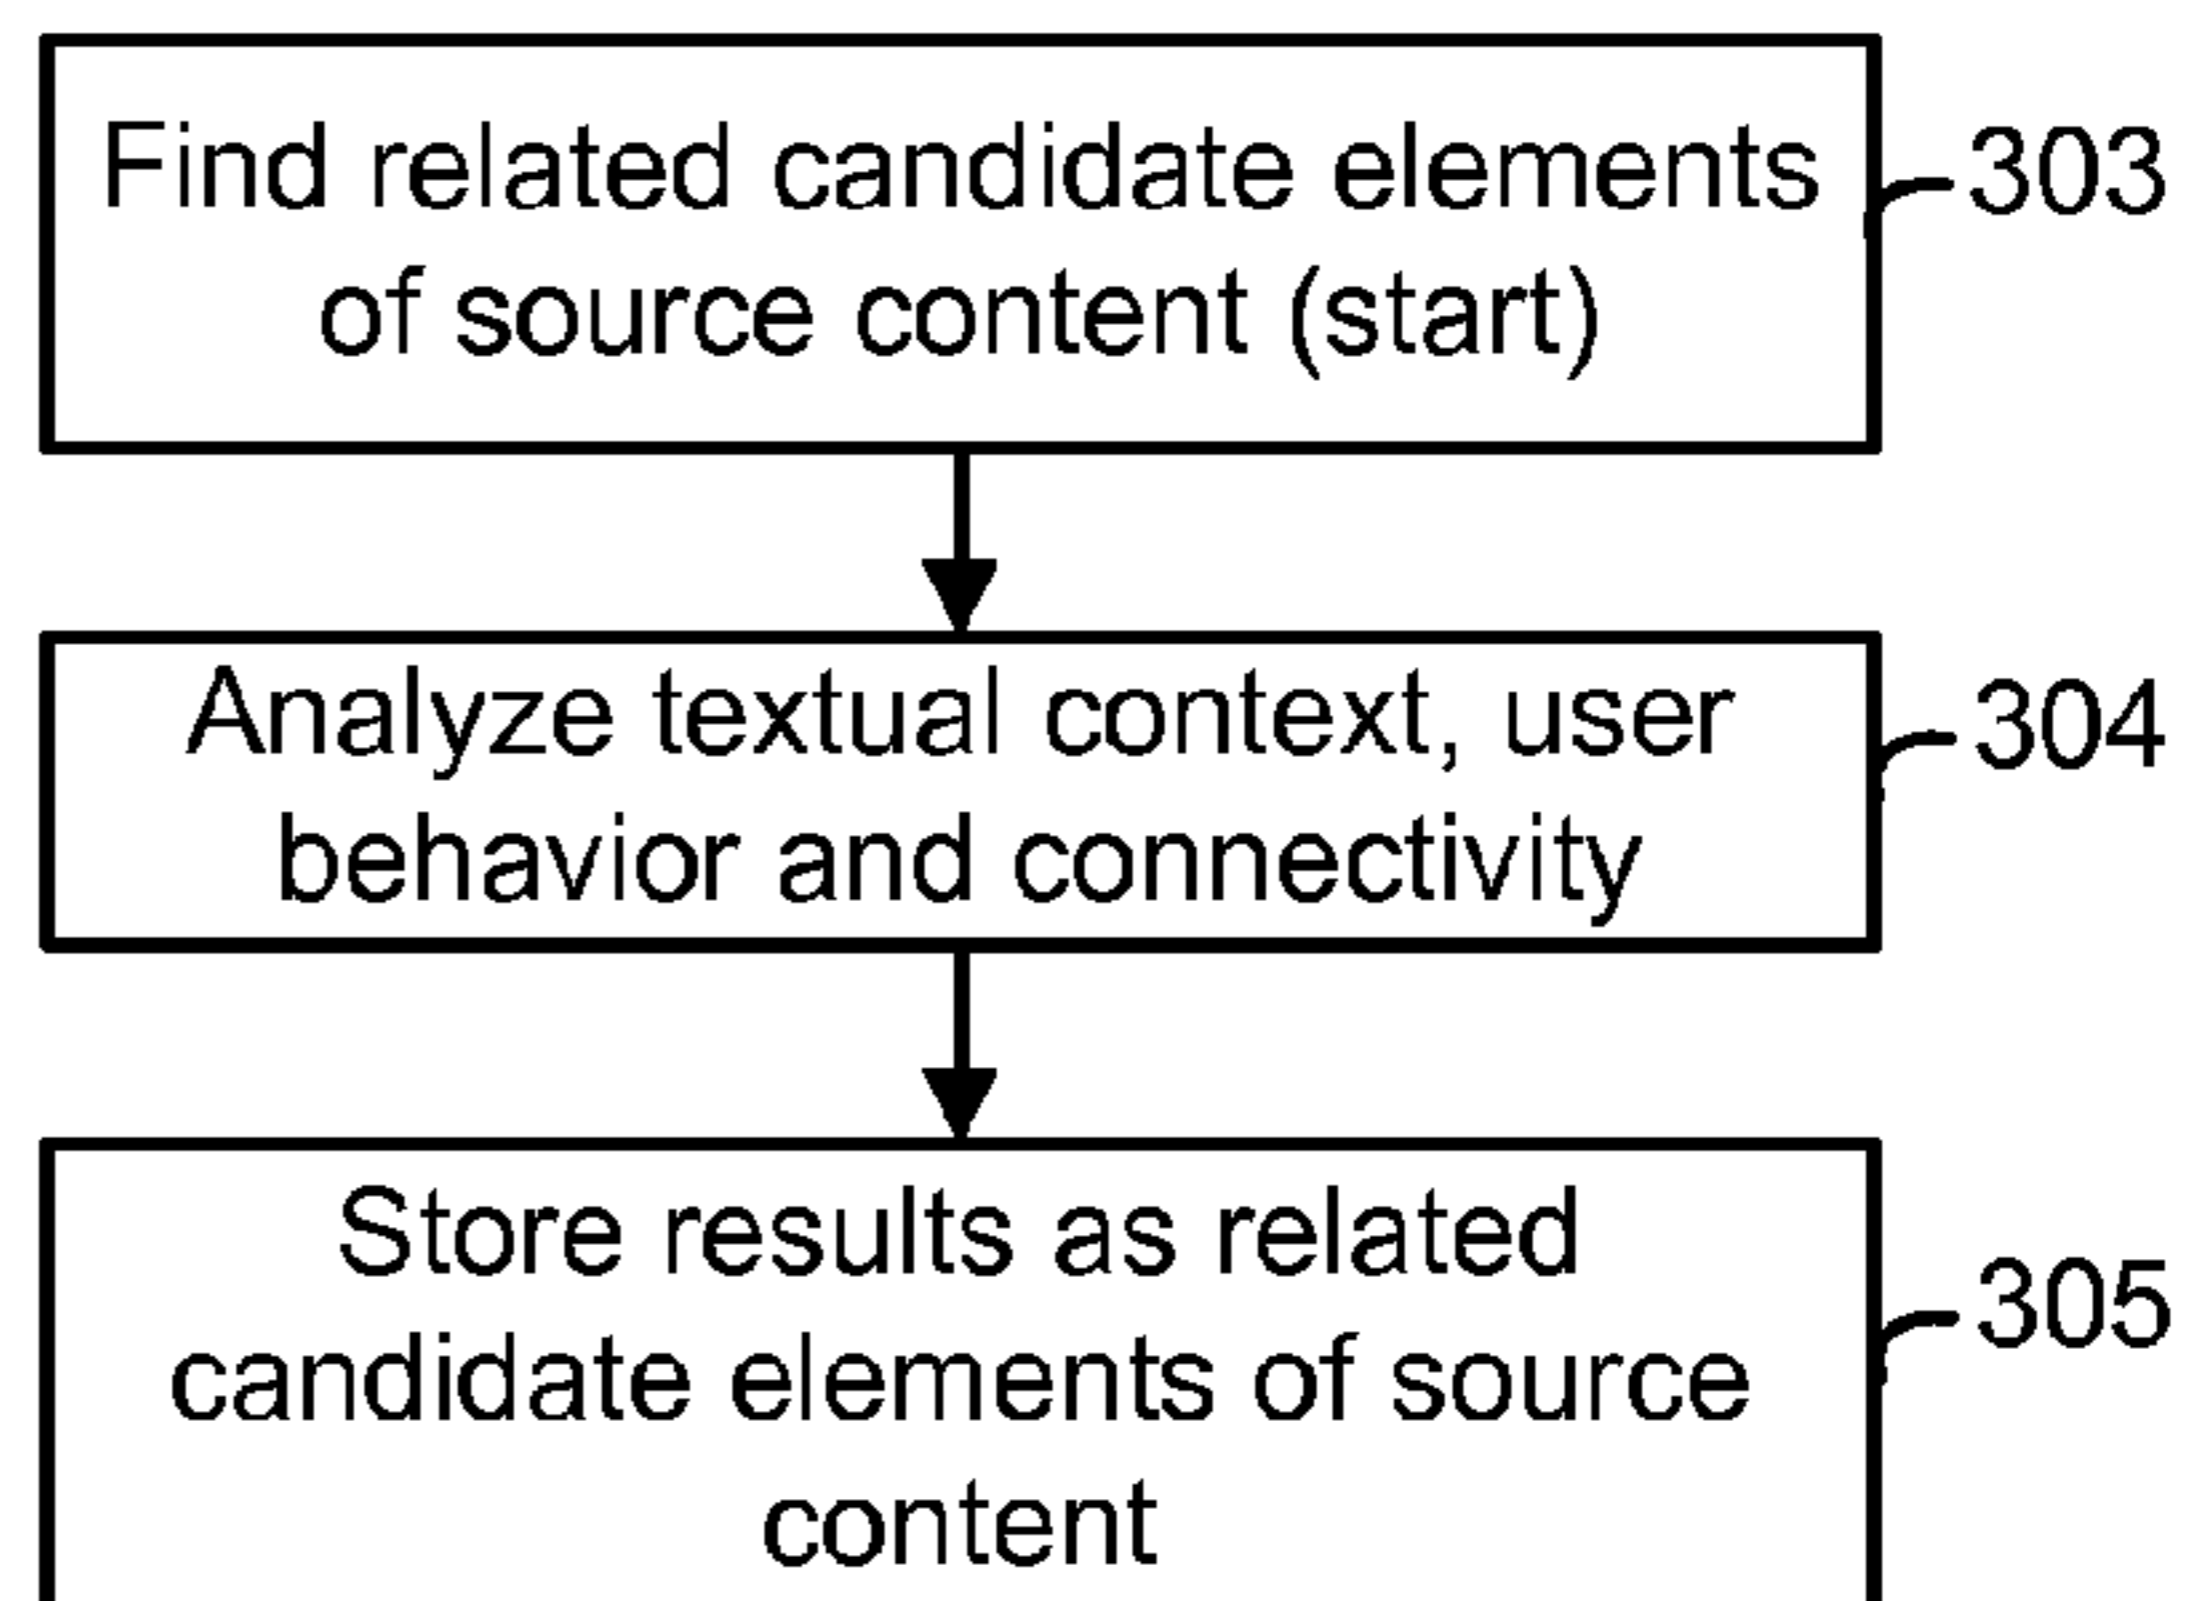 Find related candidate elements
of source content (start)
303
Analyze textual context, user
behavior and connectivity
304
Store results as related
candidate elements of source
content
305